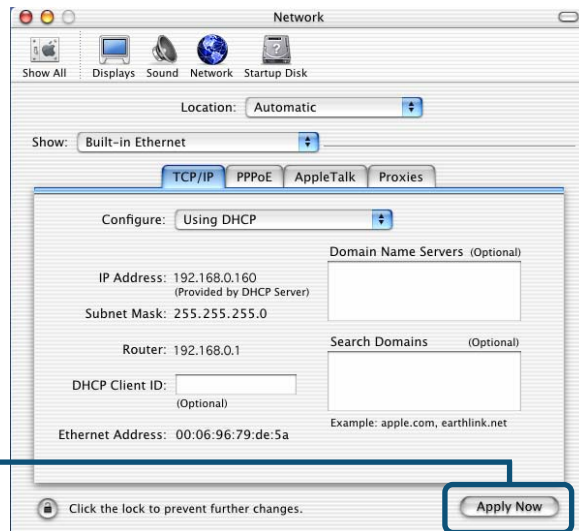 Network
Show All Displays Sound Network Startup Disk
Location: Automatic
Show: Built-in Ethernet
TCP/IP PPPoE AppleTalk Proxies
Configure: Using DHCP
Domain Name Servers (Optional)
IP Address: 192.168.0.160
(Provided by DHCP Server)
Subnet Mask: 255.255.255.0
Router: 192.168.0.1
Search Domains (Optional)
DHCP Client ID:
(Optional)
Example: apple.com, earthlink.net
Ethernet Address: 00:06:96:79:de:5a
Click the lock to prevent further changes.
Apply Now